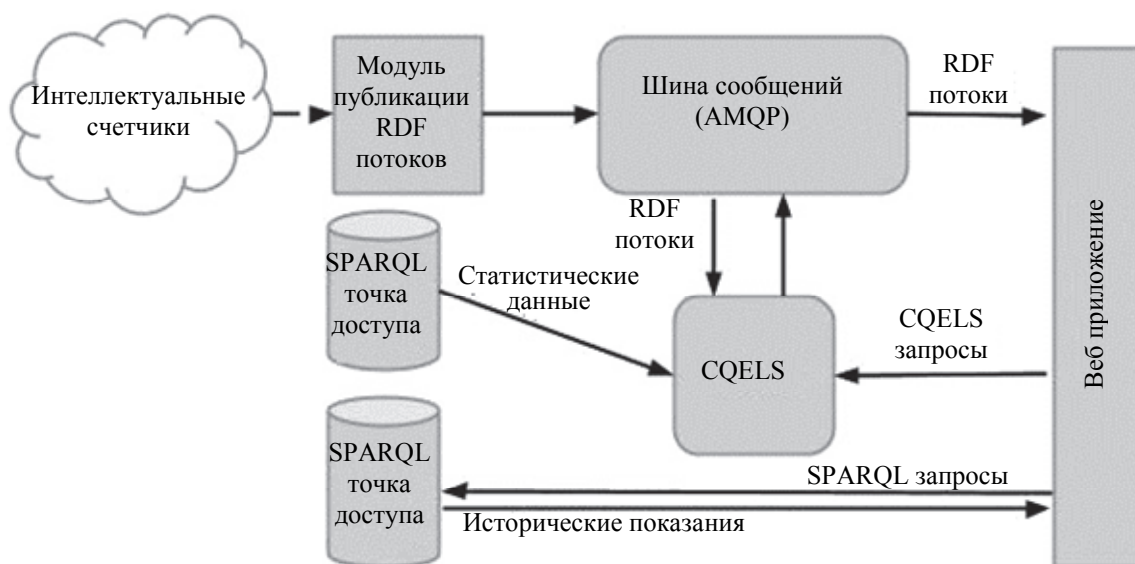 Интеллектуальные
счетчики
Модуль
публикации
RDF
потоков
Шина сообщений
(AMQP)
RDF
потоки
RDF
потоки
SPARQL
точка
доступа
Статистические
данные
CQELS
CQELS
запросы
Веб приложение
SPARQL
точка
доступа
SPARQL запросы
Исторические показания